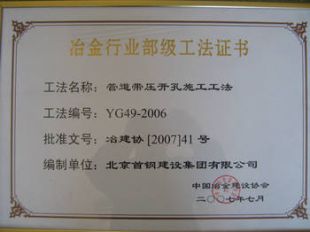 冶金行业部级工法证书
工法名称：管道带压开孔施工工法
工法编号：YG49-2006
批准文号：冶建协[2007]41号
编制单位：北京首钢建设集团有限公司
中国冶金建设协会
二〇〇七年七月